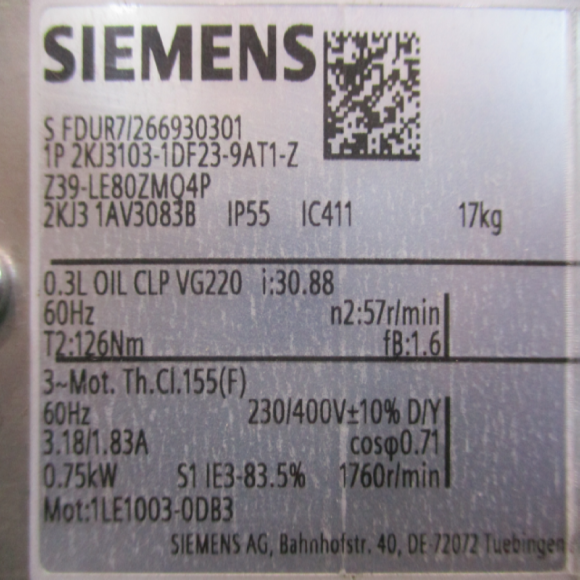 SIEMENS
S FDUR7/266930301
1P 2KJ3103-1DF23-9AT1-Z
Z39-LE80ZMQ4P
2KJ3 1AV3083B IP55 IC411 17kg
0.3L OIL CLP VG220 i:30.88
60Hz n2:57r/min
T2:126Nm fB:1.6
3~Mot. Th.Cl.155(F)
60Hz 230/400V±10% D/Y
3.18/1.83A cosφ0.71
0.75kW S1 IE3-83.5% 1760r/min
Mot:1LE1003-0DB3
SIEMENS AG, Bahnhofstr. 40, DE-72072 Tuebingen